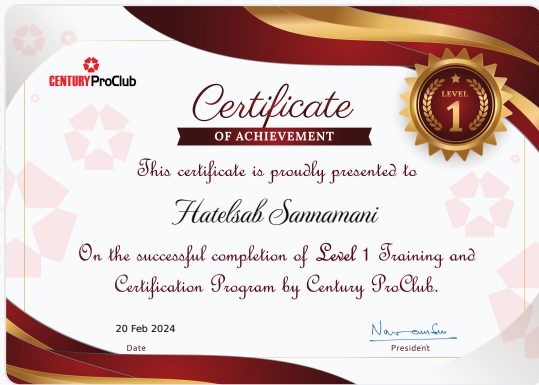 CENTURY ProClub
LEVEL
1
Certificate
OF ACHIEVEMENT
This certificate is proudly presented to
Hatelsab Sannamani
On the successful completion of Level 1 Training and
Certification Program by Century ProClub.
20 Feb 2024
Date
President